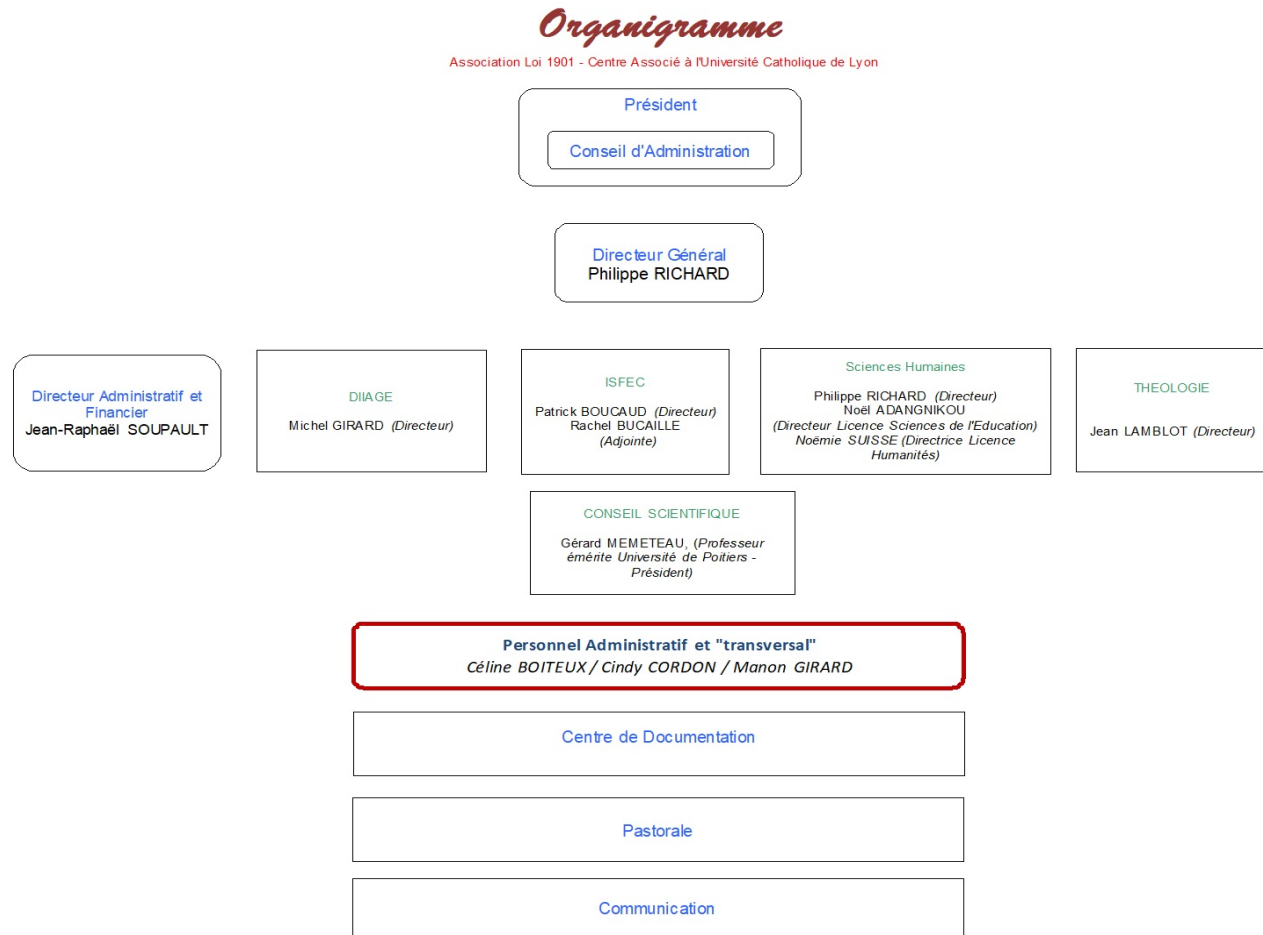 Organigramme
Association Loi 1901 - Centre Associé à l'Université Catholique de Lyon
Président
Conseil d'Administration
Directeur Général
Philippe RICHARD
Directeur Administratif et
Financier
Jean-Raphaël SOUPAULT
DIIAGE
Michel GIRARD (Directeur)
ISFEC
Patrick BOUCAUD (Directeur)
Rachel BUCAILLE
(Adjointe)
Sciences Humaines
Philippe RICHARD (Directeur)
Noël ADANGNIKOU
(Directeur Licence Sciences de l'Education)
Noëmie SUISSE (Directrice Licence
Humanités)
THEOLOGIE
Jean LAMBLOT (Directeur)
CONSEIL SCIENTIFIQUE
Gérard MEMETEAU, (Professeur
émérite Université de Poitiers -
Président)
Personnel Administratif et "transversal"
Céline BOITEUX / Cindy CORDON / Manon GIRARD
Centre de Documentation
Pastorale
Communication